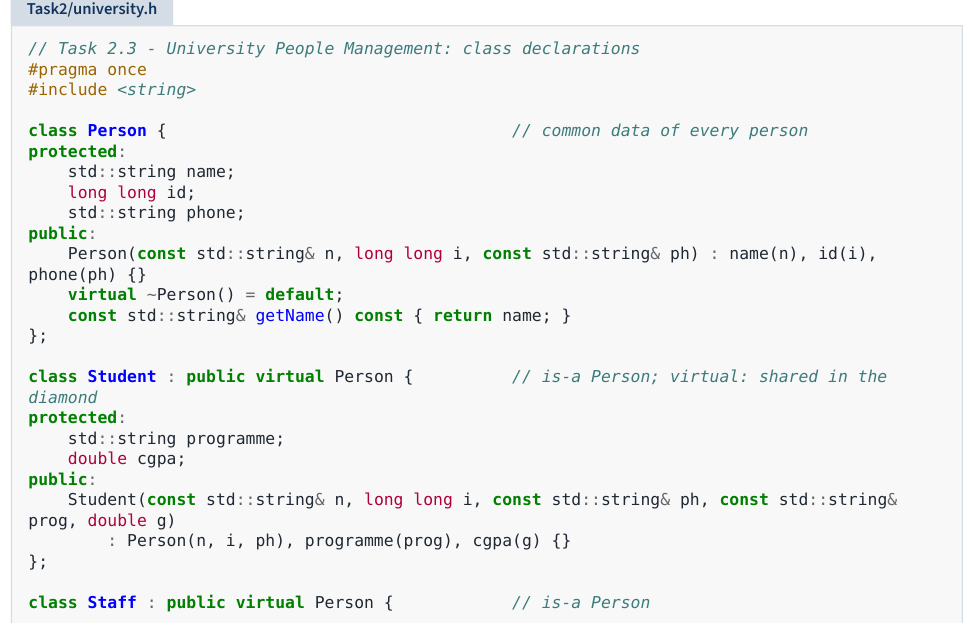 Task2/university.h
// Task 2.3 - University People Management: class declarations
#pragma once
#include <string>

class Person {                                   // common data of every person
protected:
    std::string name;
    long long id;
    std::string phone;
public:
    Person(const std::string& n, long long i, const std::string& ph) : name(n), id(i),
phone(ph) {}
    virtual ~Person() = default;
    const std::string& getName() const { return name; }
};

class Student : public virtual Person {          // is-a Person; virtual: shared in the
diamond
protected:
    std::string programme;
    double cgpa;
public:
    Student(const std::string& n, long long i, const std::string& ph, const std::string&
prog, double g)
        : Person(n, i, ph), programme(prog), cgpa(g) {}
};

class Staff : public virtual Person {            // is-a Person